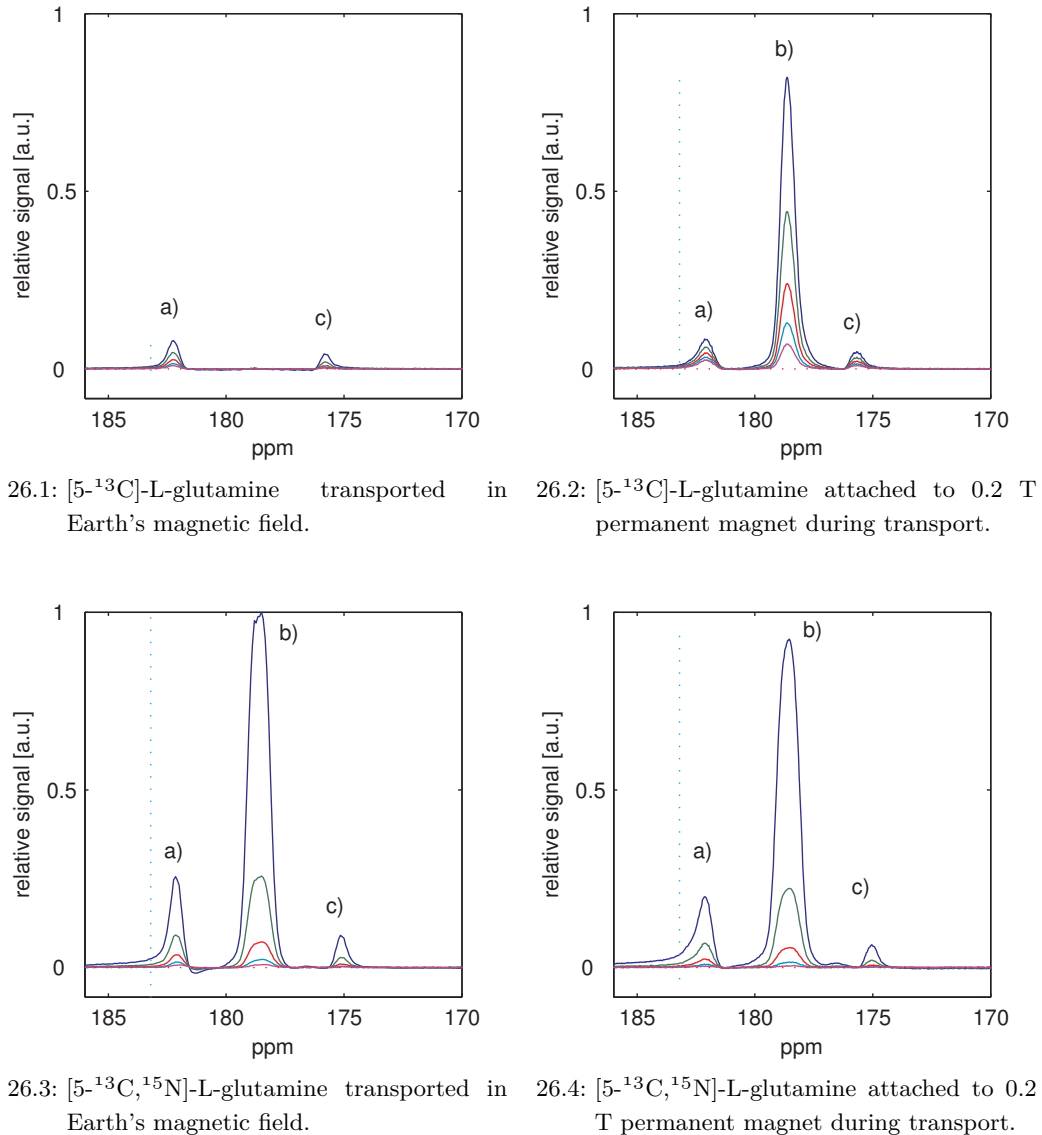 1
0.5
0
relative signal [a.u.]
a)
c)
185 180 175 170
ppm
26.1: [5-¹³C]-L-glutamine transported in
Earth's magnetic field.
1
0.5
0
relative signal [a.u.]
b)
a)
c)
185 180 175 170
ppm
26.2: [5-¹³C]-L-glutamine attached to 0.2 T
permanent magnet during transport.
1
0.5
0
relative signal [a.u.]
b)
a)
c)
185 180 175 170
ppm
26.3: [5-¹³C,¹⁵N]-L-glutamine transported in
Earth's magnetic field.
1
0.5
0
relative signal [a.u.]
b)
a)
c)
185 180 175 170
ppm
26.4: [5-¹³C,¹⁵N]-L-glutamine attached to 0.2
T permanent magnet during transport.